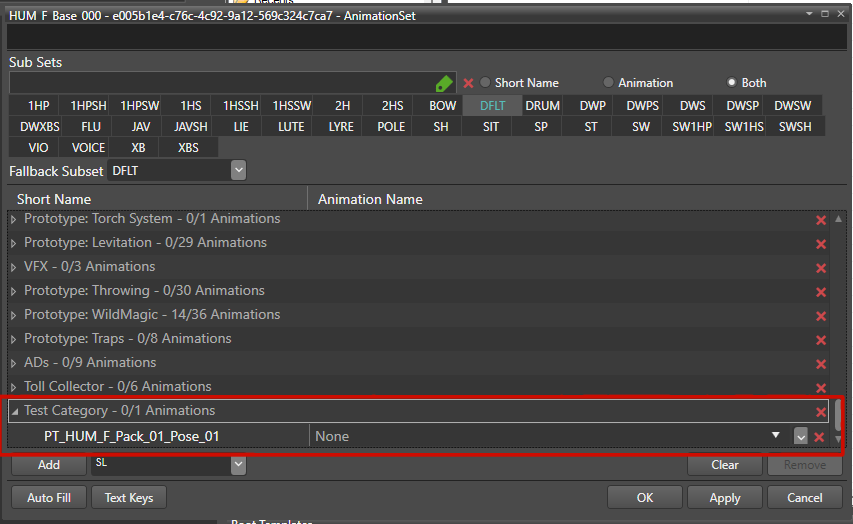 Recepts
HUM_F_Base_000 - e005b1e4-c76c-4c92-9a12-569c324c7ca7 - AnimationSet
Sub Sets
Short Name Animation Both
1HP 1HPSH 1HPSW 1HS 1HSSH 1HSSW 2H 2HS BOW DFLT DRUM DWP DWPS DWS DWSP DWSW
DWXBS FLU JAV JAVSH LIE LUTE LYRE POLE SH SIT SP ST SW SW1HP SW1HS SWSH
VIO VOICE XB XBS
Fallback Subset DFLT
Short Name Animation Name
Prototype: Torch System - 0/1 Animations
Prototype: Levitation - 0/29 Animations
VFX - 0/3 Animations
Prototype: Throwing - 0/30 Animations
Prototype: WildMagic - 14/36 Animations
Prototype: Traps - 0/8 Animations
ADs - 0/9 Animations
Toll Collector - 0/6 Animations
Test Category - 0/1 Animations
PT_HUM_F_Pack_01_Pose_01 None
Add SL Clear Remove
Auto Fill Text Keys OK Apply Cancel
Root Templates